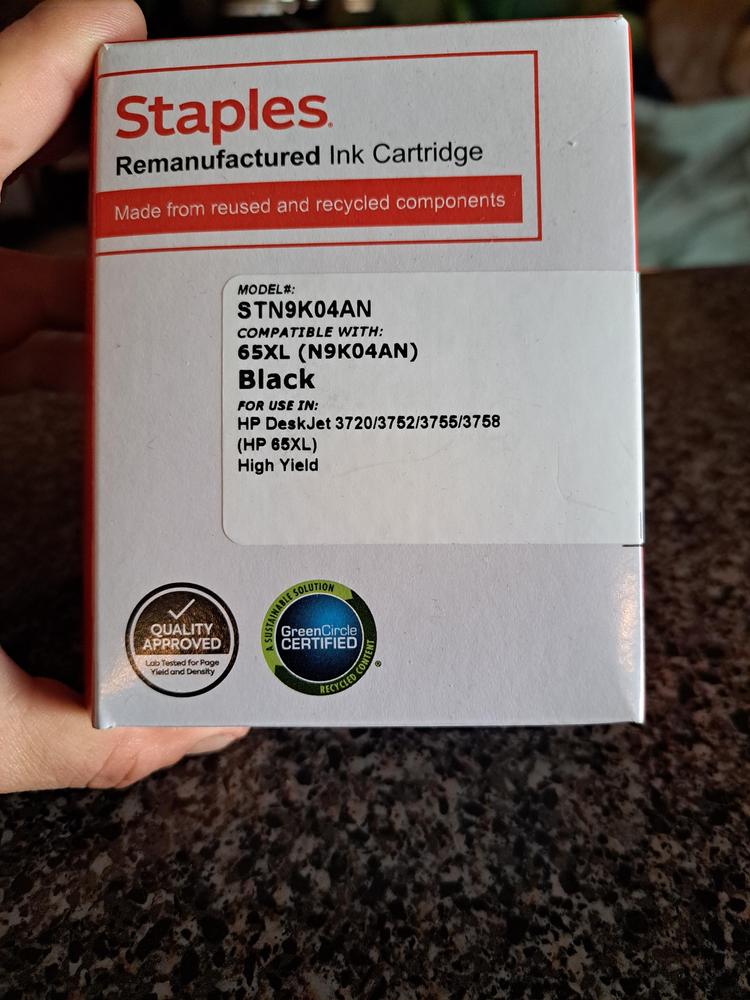 Staples.
Remanufactured Ink Cartridge
Made from reused and recycled components
MODEL#:
STN9K04AN
COMPATIBLE WITH:
65XL (N9K04AN)
Black
FOR USE IN:
HP DeskJet 3720/3752/3755/3758
(HP 65XL)
High Yield
QUALITY
APPROVED
Lab Tested for Page
Yield and Density
A SUSTAINABLE SOLUTION
GreenCircle
CERTIFIED
RECYCLED CONTENT
®